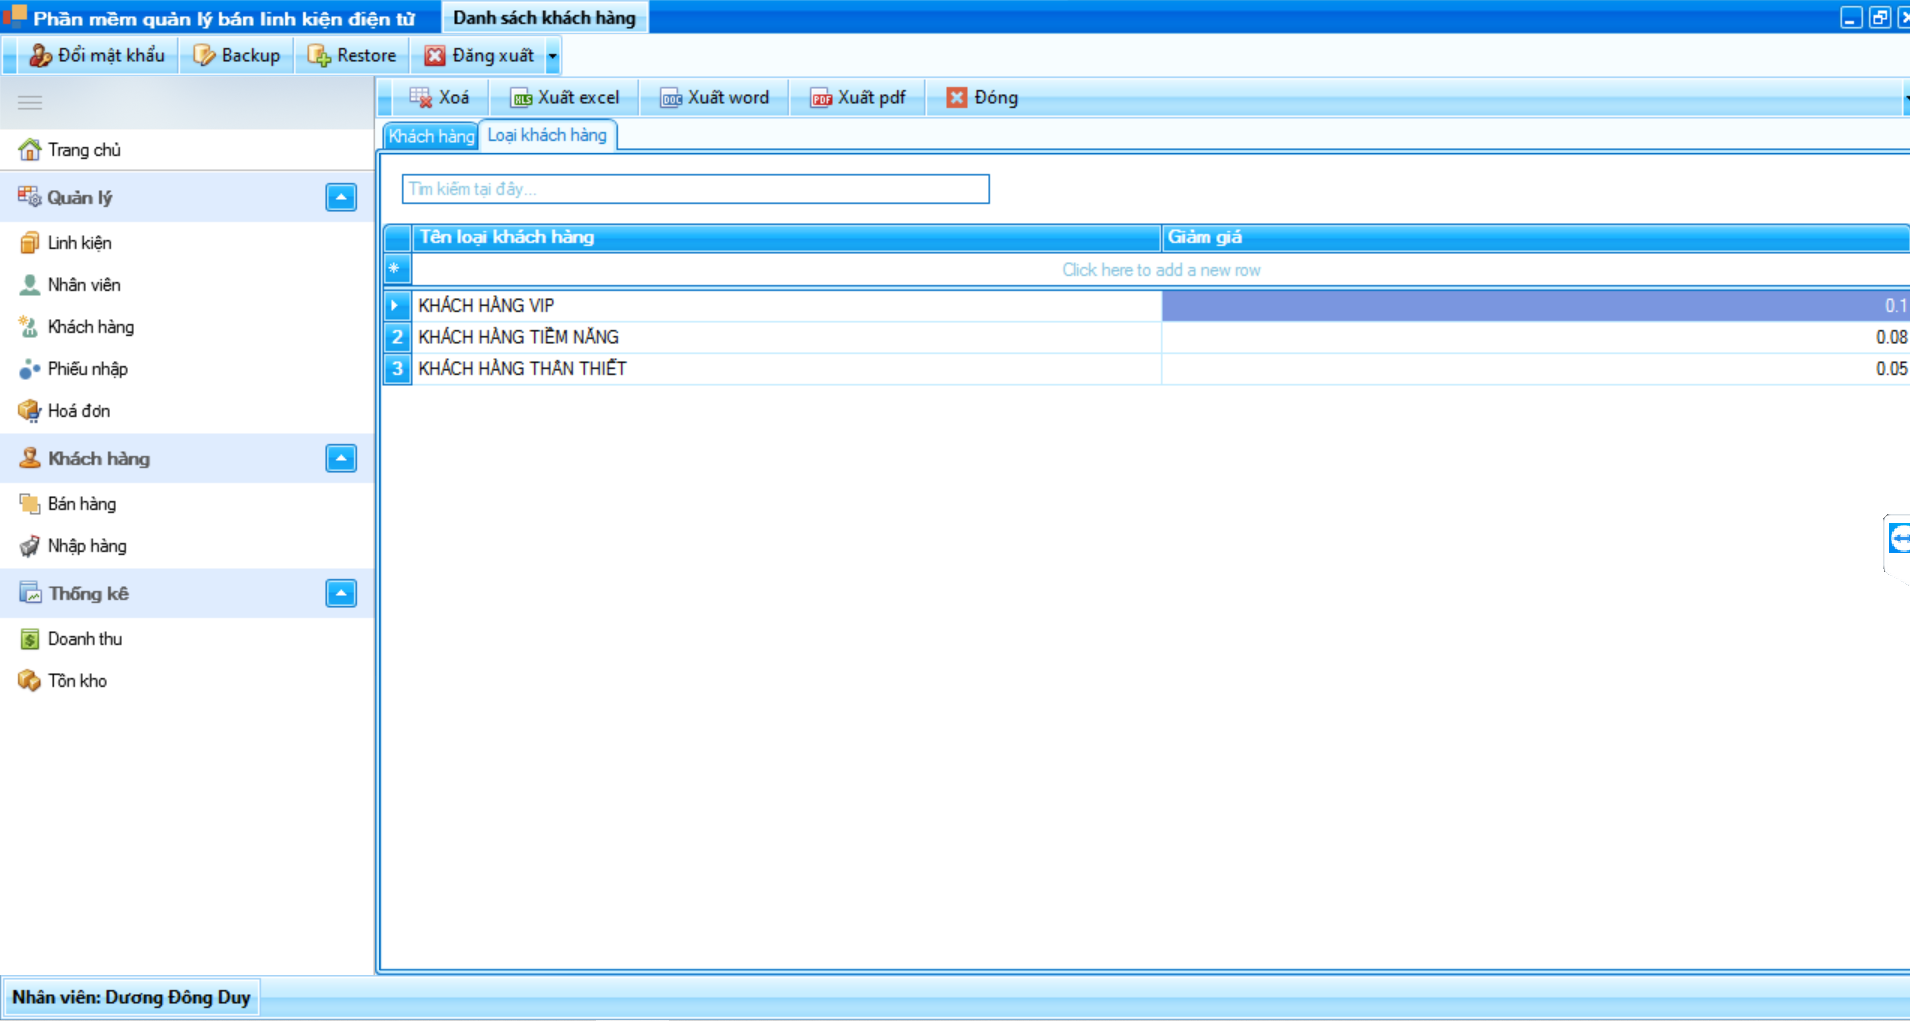 Phần mềm quản lý bán linh kiện điện tử
Danh sách khách hàng
Đổi mật khẩu
Backup
Restore
Đăng xuất
Xoá
Xuất excel
Xuất word
Xuất pdf
Đóng
Trang chủ
Quản lý
Linh kiện
Nhân viên
Khách hàng
Phiếu nhập
Hoá đơn
Khách hàng
Bán hàng
Nhập hàng
Thống kê
Doanh thu
Tồn kho
Khách hàng
Loại khách hàng
Tìm kiếm tại đây...
Tên loại khách hàng Giảm giá
Click here to add a new row
KHÁCH HÀNG VIP 0.1
2 KHÁCH HÀNG TIỀM NĂNG 0.08
3 KHÁCH HÀNG THÂN THIẾT 0.05
Nhân viên: Dương Đông Duy